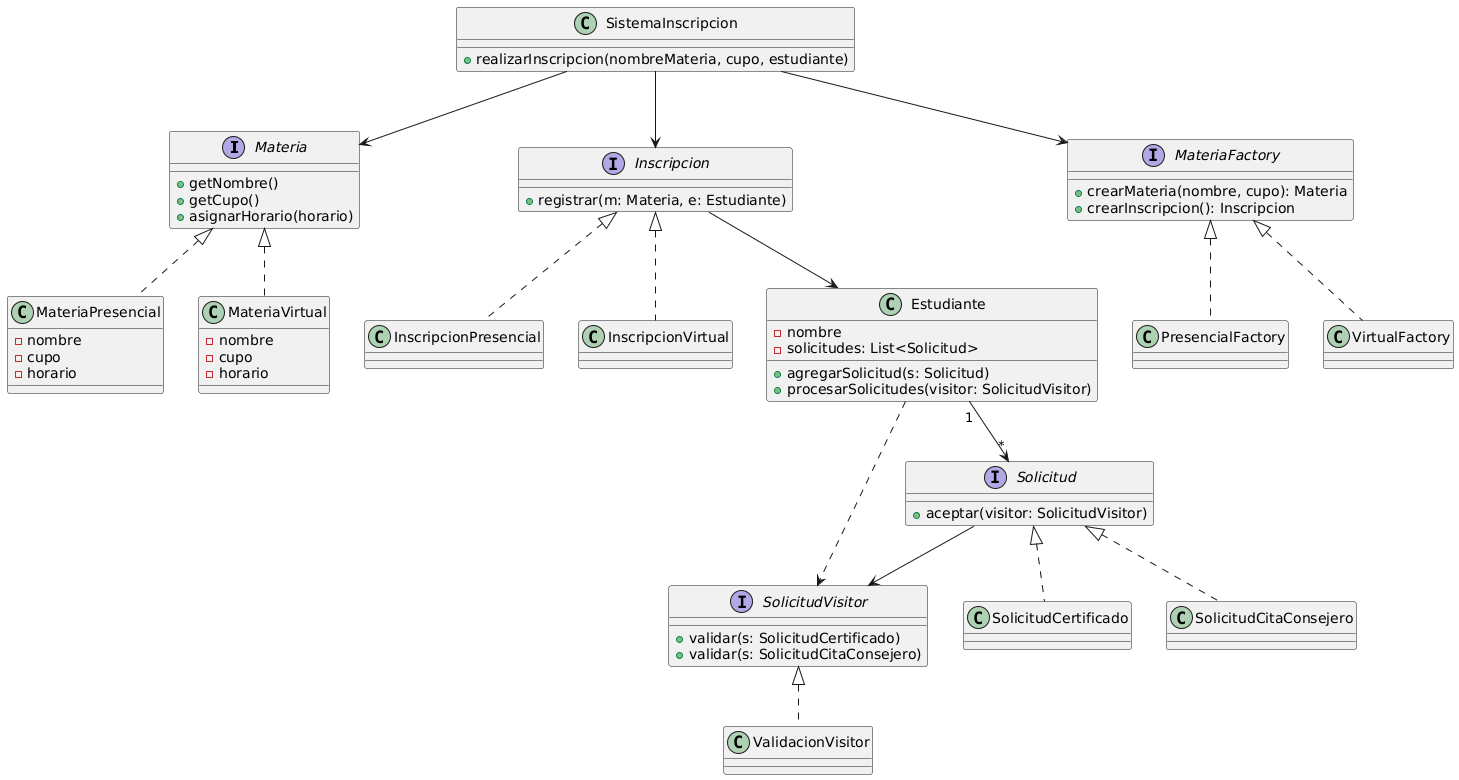 C SistemaInscripcion
realizarInscripcion(nombreMateria, cupo, estudiante)
I Materia
getNombre()
getCupo()
asignarHorario(horario)
I Inscripcion
registrar(m: Materia, e: Estudiante)
I MateriaFactory
crearMateria(nombre, cupo): Materia
crearInscripcion(): Inscripcion
C MateriaPresencial
nombre
cupo
horario
C MateriaVirtual
nombre
cupo
horario
C InscripcionPresencial
C InscripcionVirtual
C Estudiante
nombre
solicitudes: List<Solicitud>
agregarSolicitud(s: Solicitud)
procesarSolicitudes(visitor: SolicitudVisitor)
C PresencialFactory
C VirtualFactory
1
*
I Solicitud
aceptar(visitor: SolicitudVisitor)
I SolicitudVisitor
validar(s: SolicitudCertificado)
validar(s: SolicitudCitaConsejero)
C SolicitudCertificado
C SolicitudCitaConsejero
C ValidacionVisitor